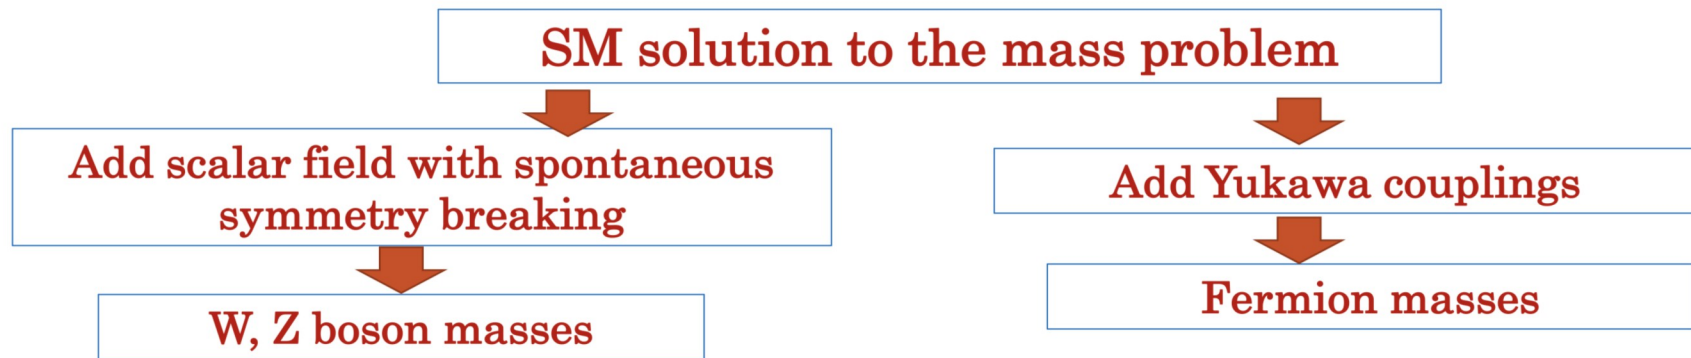 SM solution to the mass problem
Add scalar field with spontaneous
symmetry breaking
W, Z boson masses
Add Yukawa couplings
Fermion masses